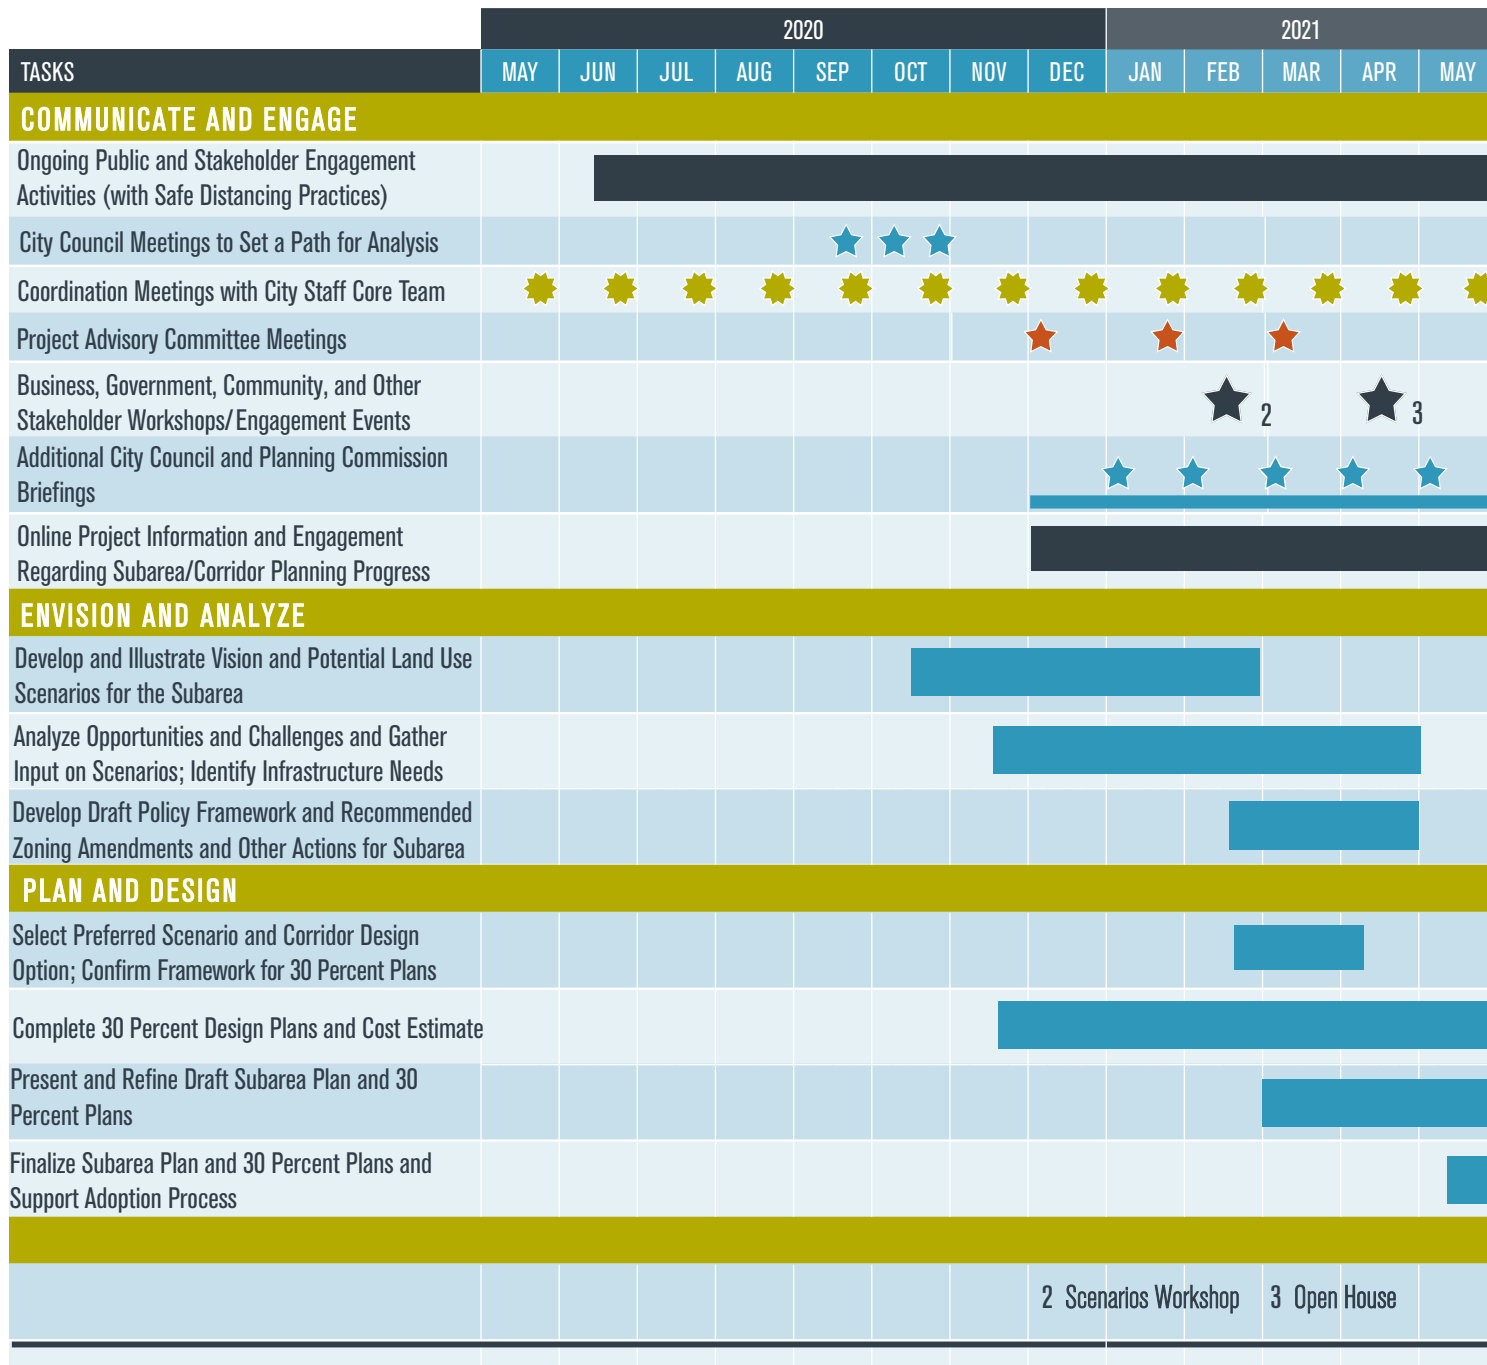 2020 2021
TASKS MAY JUN JUL AUG SEP OCT NOV DEC JAN FEB MAR APR MAY
COMMUNICATE AND ENGAGE
Ongoing Public and Stakeholder Engagement
Activities (with Safe Distancing Practices)
City Council Meetings to Set a Path for Analysis
Coordination Meetings with City Staff Core Team
Project Advisory Committee Meetings
Business, Government, Community, and Other
Stakeholder Workshops/Engagement Events
2 3
Additional City Council and Planning Commission
Briefings
Online Project Information and Engagement
Regarding Subarea/Corridor Planning Progress
ENVISION AND ANALYZE
Develop and Illustrate Vision and Potential Land Use
Scenarios for the Subarea
Analyze Opportunities and Challenges and Gather
Input on Scenarios; Identify Infrastructure Needs
Develop Draft Policy Framework and Recommended
Zoning Amendments and Other Actions for Subarea
PLAN AND DESIGN
Select Preferred Scenario and Corridor Design
Option; Confirm Framework for 30 Percent Plans
Complete 30 Percent Design Plans and Cost Estimate
Present and Refine Draft Subarea Plan and 30
Percent Plans
Finalize Subarea Plan and 30 Percent Plans and
Support Adoption Process
2 Scenarios Workshop 3 Open House